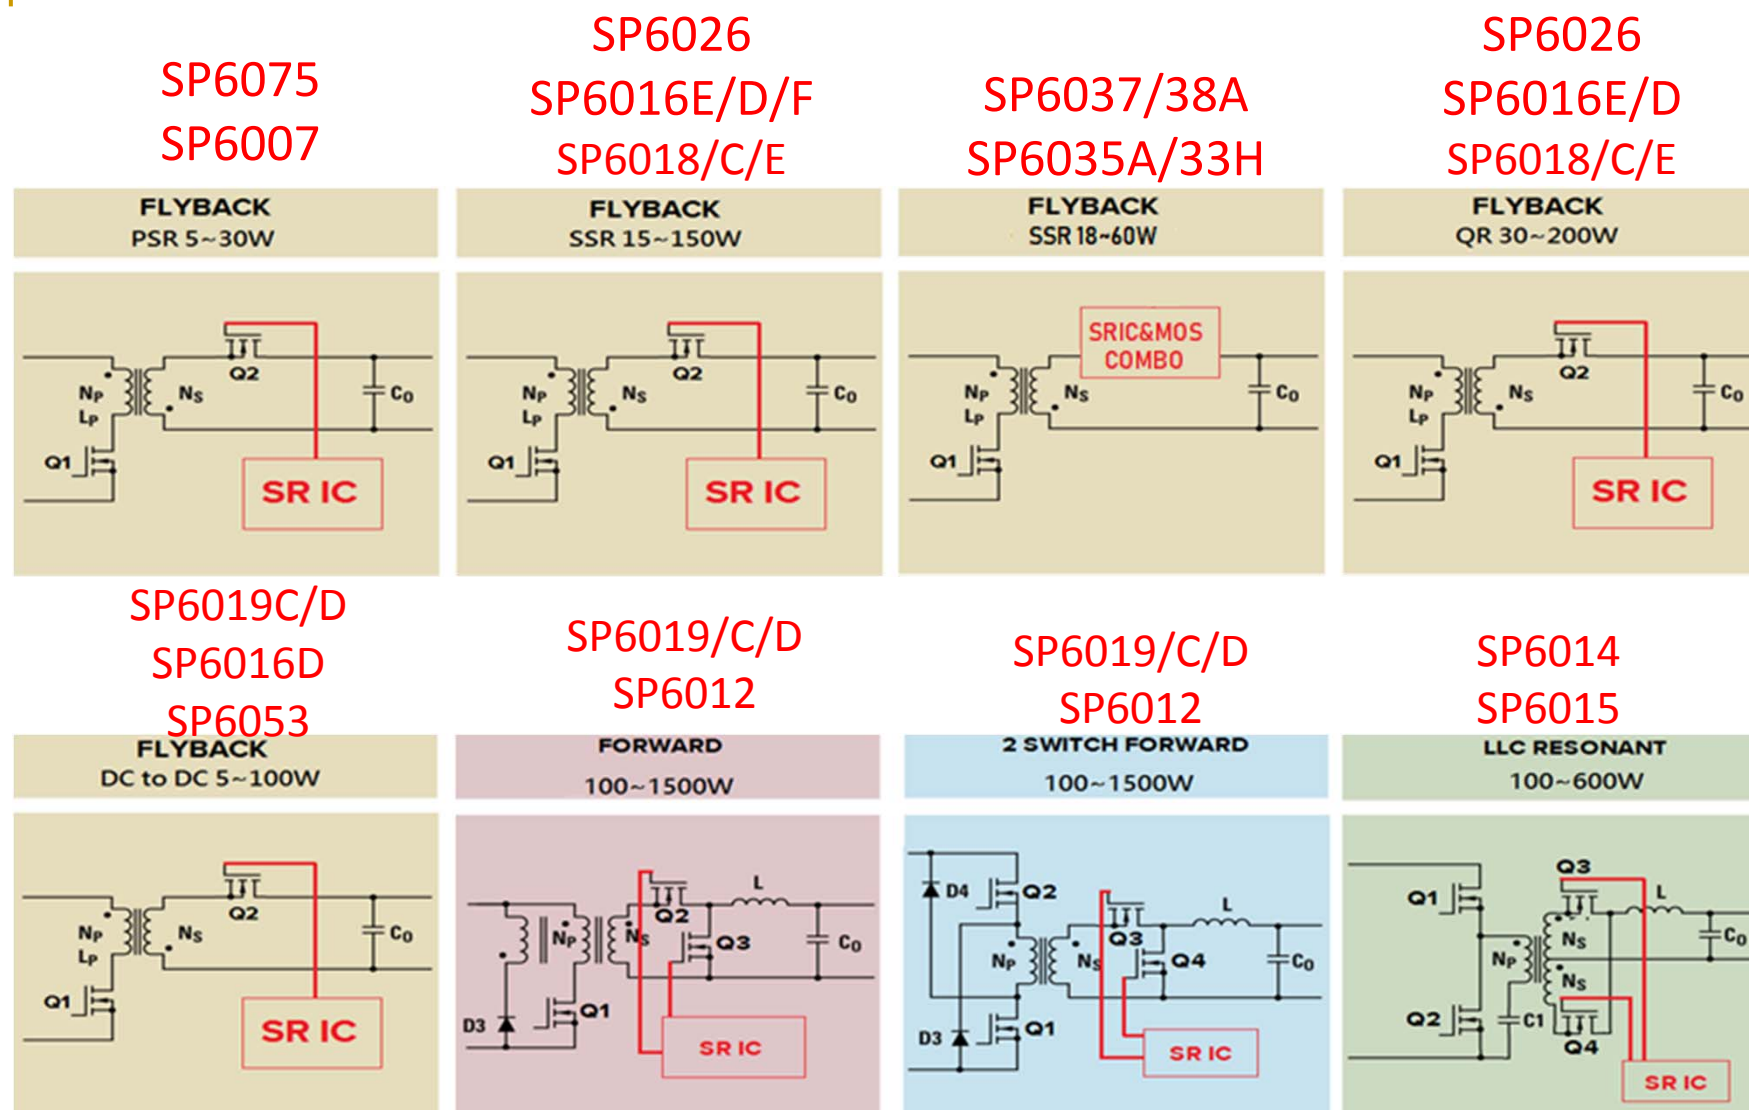 SP6075
SP6007
SP6026
SP6016E/D/F
SP6018/C/E
SP6037/38A
SP6035A/33H
SP6026
SP6016E/D
SP6018/C/E
FLYBACK
PSR 5~30W
FLYBACK
SSR 15~150W
FLYBACK
SSR 18~60W
FLYBACK
QR 30~200W
Q2
NP
NS
LP
CO
Q1
SR IC
Q2
NP
NS
LP
CO
Q1
SR IC
SRIC&MOS
COMBO
NP
NS
LP
CO
Q1
Q2
NP
NS
LP
CO
Q1
SR IC
SP6019C/D
SP6016D
SP6053
SP6019/C/D
SP6012
SP6019/C/D
SP6012
SP6014
SP6015
FLYBACK
DC to DC 5~100W
FORWARD
100~1500W
2 SWITCH FORWARD
100~1500W
LLC RESONANT
100~600W
Q2
NP
NS
LP
CO
Q1
SR IC
L
Q2
NP
NS
Q3
CO
Q1
D3
SR IC
D4
Q2
L
Q3
NP
NS
Q4
CO
D3
Q1
SR IC
Q3
Q1
L
NS
CO
NP
NS
Q2
C1
Q4
SR IC